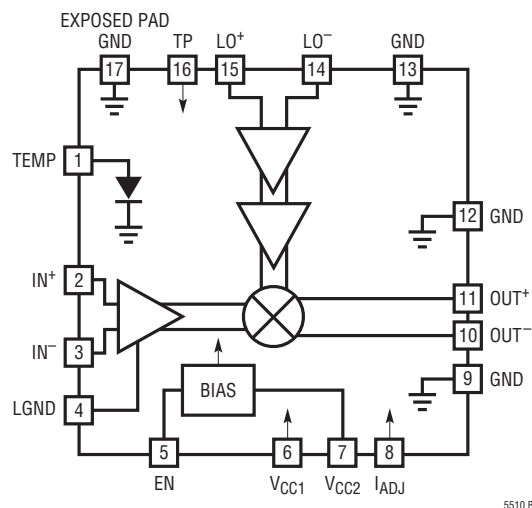 EXPOSED PAD
GND TP LO+ LO− GND
17 16 15 14 13
TEMP 1
12 GND
IN+ 2
11 OUT+
10 OUT−
IN− 3
9 GND
BIAS
LGND 4
5 6 7 8
EN VCC1 VCC2 IADJ